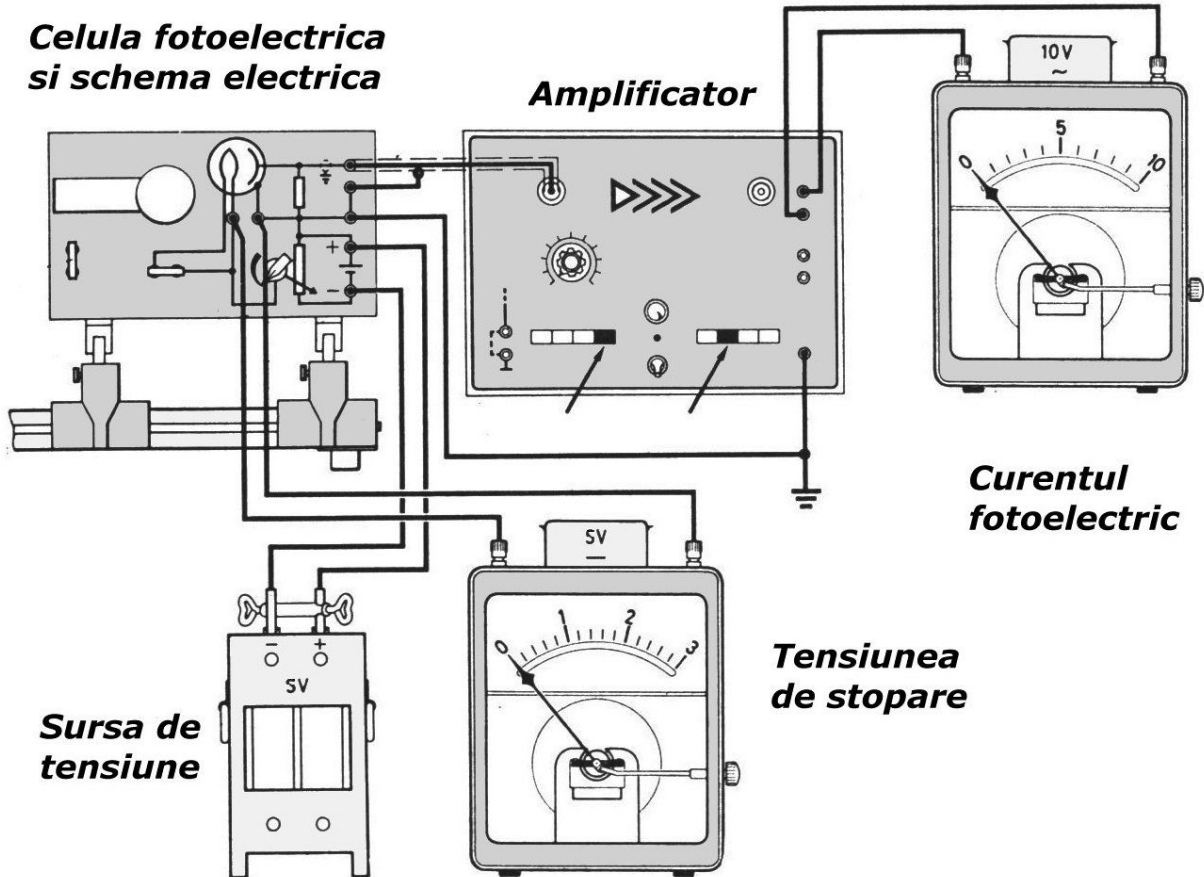 Celula fotoelectrica
si schema electrica
Amplificator
10V
~
0
5
10
+
-
Curentul
fotoelectric
5V
0
1
2
3
Tensiunea
de stopare
-
+
5V
Sursa de
tensiune